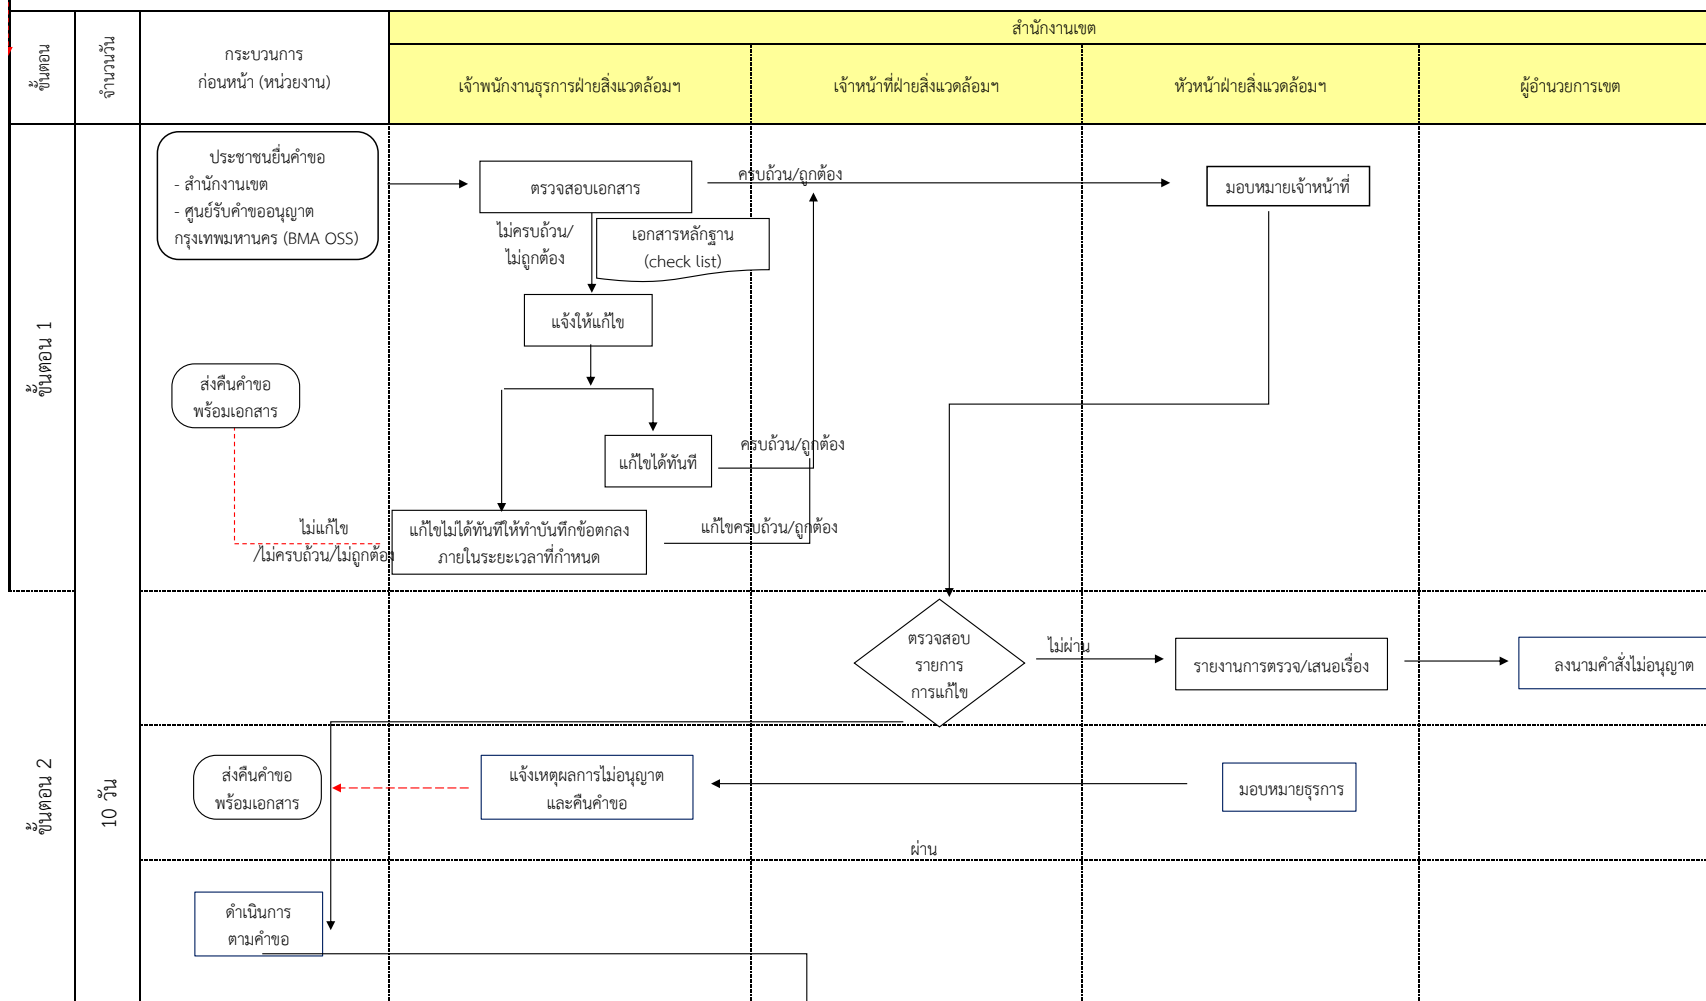 สำนักงานเขต
ขั้นตอน
จำนวนวัน
กระบวนการ
ก่อนหน้า (หน่วยงาน)
เจ้าพนักงานธุรการฝ่ายสิ่งแวดล้อมฯ
เจ้าหน้าที่ฝ่ายสิ่งแวดล้อมฯ
หัวหน้าฝ่ายสิ่งแวดล้อมฯ
ผู้อำนวยการเขต
ขั้นตอน 1
ประชาชนยื่นคำขอ
- สำนักงานเขต
- ศูนย์รับคำขออนุญาต
กรุงเทพมหานคร (BMA OSS)
ตรวจสอบเอกสาร
ครบถ้วน/ถูกต้อง
มอบหมายเจ้าหน้าที่
ไม่ครบถ้วน/
ไม่ถูกต้อง
เอกสารหลักฐาน
(check list)
แจ้งให้แก้ไข
ส่งคืนคำขอ
พร้อมเอกสาร
แก้ไขได้ทันที
ครบถ้วน/ถูกต้อง
ไม่แก้ไข
/ไม่ครบถ้วน/ไม่ถูกต้อง
แก้ไขไม่ได้ทันทีให้ทำบันทึกข้อตกลง
ภายในระยะเวลาที่กำหนด
แก้ไขครบถ้วน/ถูกต้อง
ขั้นตอน 2
10 วัน
ตรวจสอบ
รายการ
การแก้ไข
ไม่ผ่าน
รายงานการตรวจ/เสนอเรื่อง
ลงนามคำสั่งไม่อนุญาต
ส่งคืนคำขอ
พร้อมเอกสาร
แจ้งเหตุผลการไม่อนุญาต
และคืนคำขอ
มอบหมายธุรการ
ผ่าน
ดำเนินการ
ตามคำขอ